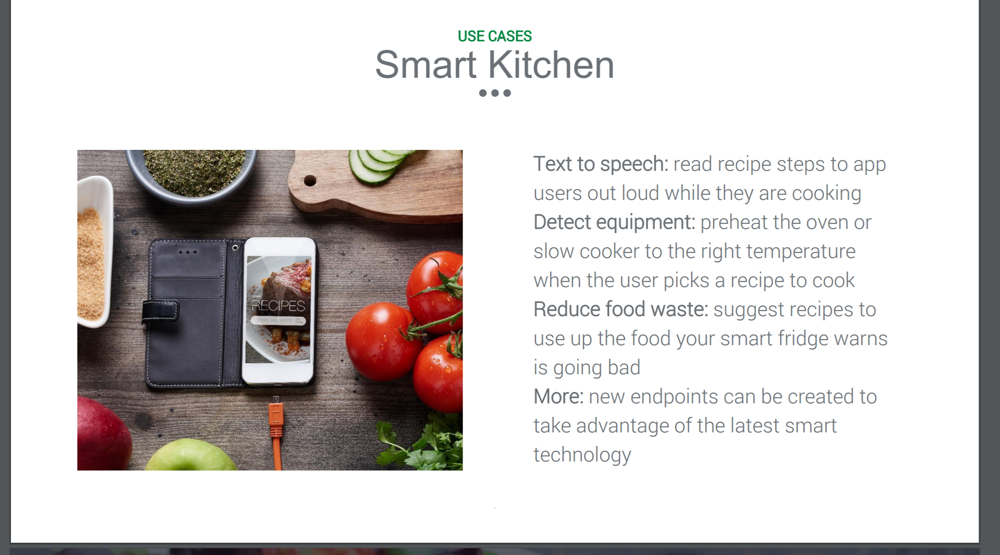 USE CASES
Smart Kitchen
Text to speech: read recipe steps to app
users out loud while they are cooking
Detect equipment: preheat the oven or
slow cooker to the right temperature
when the user picks a recipe to cook
Reduce food waste: suggest recipes to
use up the food your smart fridge warns
is going bad
More: new endpoints can be created to
take advantage of the latest smart
technology
SEARCH
RECIPES
Enter key word